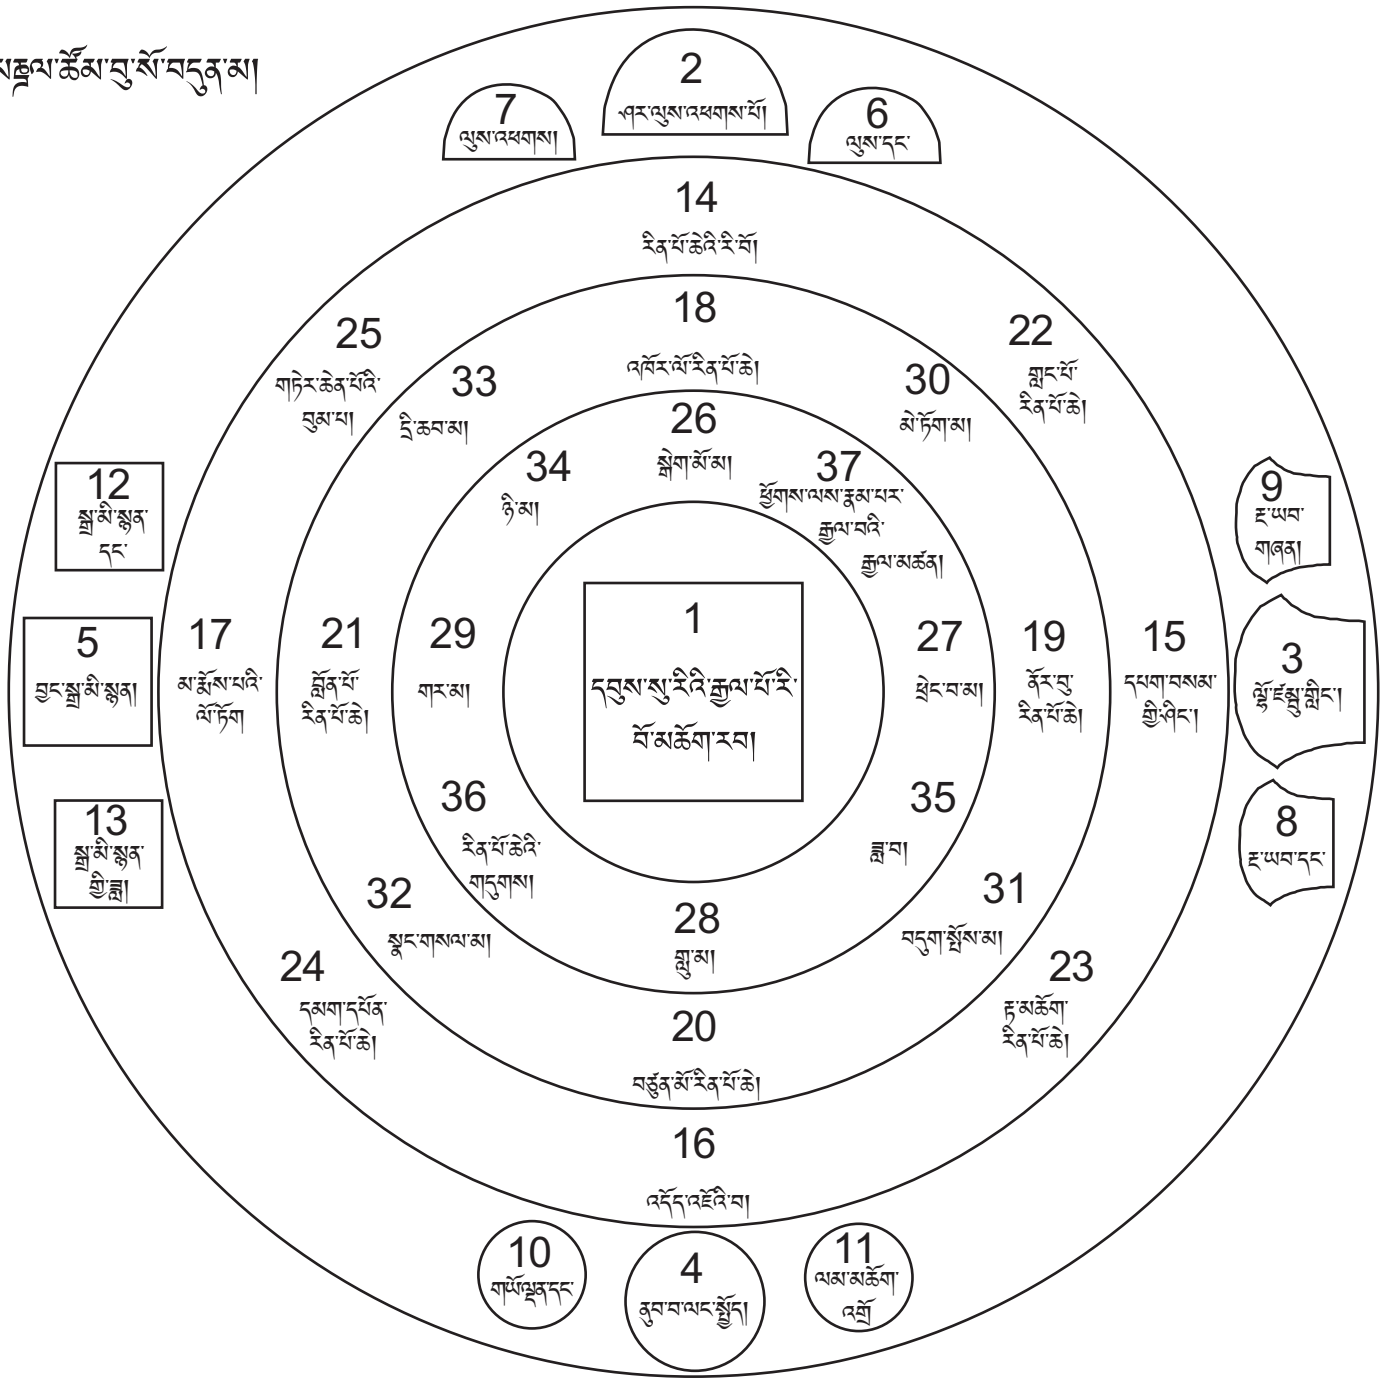 མཎྜལ་ཚོམ་བུ་སོ་བདུན་མ།
2
ཤར་ལུས་འཕགས་པོ།
7
ལུས་འཕགས།
6
ལུས་དང་
14
རིན་པོ་ཆེའི་རི་བོ།
25
གཏེར་ཆེན་པོའི་
བུམ་པ།
18
འཁོར་ལོ་རིན་པོ་ཆེ།
22
གླང་པོ་
རིན་པོ་ཆེ།
33
དྲི་ཆབ་མ།
30
མེ་ཏོག་མ།
26
སྒེག་མོ་མ།
34
ཉི་མ།
37
ཕྱོགས་ལས་རྣམ་པར་
རྒྱལ་བའི་
རྒྱལ་མཚན།
12
སྒྲ་མི་སྙན་
དང་
9
རྔ་ཡབ་
གཞན།
5
བྱང་སྒྲ་མི་སྙན།
17
མ་རྨོས་པའི་
ལོ་ཏོག
21
བློན་པོ་
རིན་པོ་ཆེ།
29
གར་མ།
1
དབུས་སུ་རིའི་རྒྱལ་པོ་རི་
བོ་མཆོག་རབ།
27
ཕྲེང་བ་མ།
19
ནོར་བུ་
རིན་པོ་ཆེ།
15
དཔག་བསམ་
གྱི་ཤིང་།
3
ལྷོ་ཛམྦུ་གླིང་།
13
སྒྲ་མི་སྙན་
གྱི་ཟླ།
36
རིན་པོ་ཆེའི་
གདུགས།
35
ཟླ་བ།
8
རྔ་ཡབ་དང་
32
སྣང་གསལ་མ།
28
གླུ་མ།
31
བདུག་སྤོས་མ།
24
དམག་དཔོན་
རིན་པོ་ཆེ།
20
བཙུན་མོ་རིན་པོ་ཆེ།
23
རྟ་མཆོག་
རིན་པོ་ཆེ།
16
འདོད་འཇོའི་བ།
10
གཡོ་ལྡན་དང་
4
ནུབ་བ་ལང་སྤྱོད།
11
ལམ་མཆོག་
འགྲོ